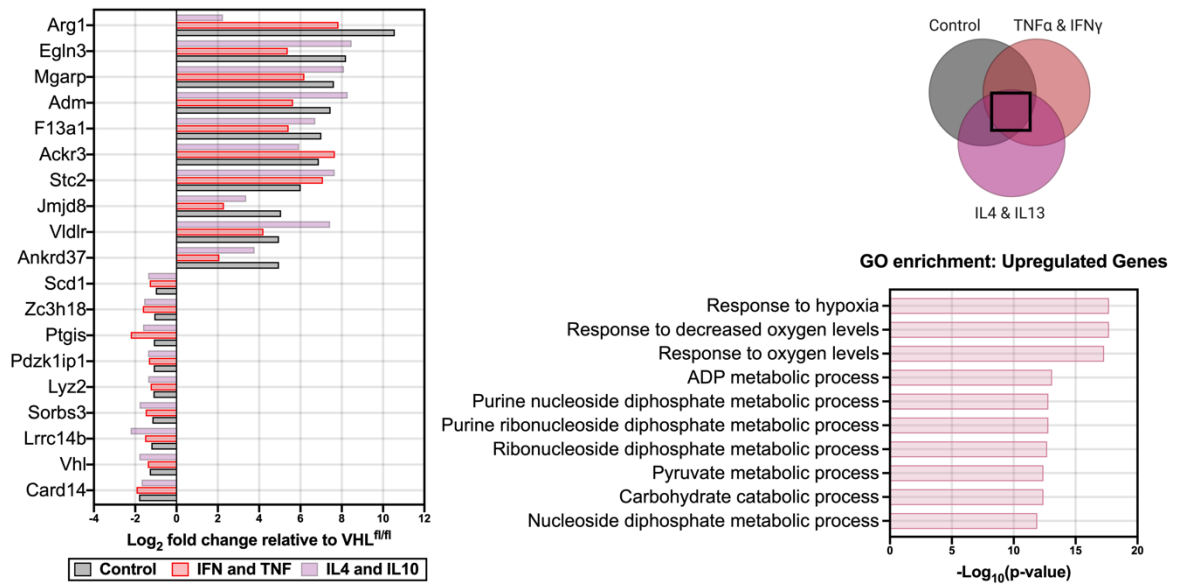 Arg1
Egln3
Mgarp
Adm
F13a1
Ackr3
Stc2
Jmjd8
Vldlr
Ankrd37
Scd1
Zc3h18
Ptgis
Pdzk1ip1
Lyz2
Sorbs3
Lrrc14b
Vhl
Card14
-4 -2 0 2 4 6 8 10 12
Log2 fold change relative to VHLfl/fl
Control IFN and TNF IL4 and IL10
Control TNFα & IFNγ
IL4 & IL13
GO enrichment: Upregulated Genes
Response to hypoxia
Response to decreased oxygen levels
Response to oxygen levels
ADP metabolic process
Purine nucleoside diphosphate metabolic process
Purine ribonucleoside diphosphate metabolic process
Ribonucleoside diphosphate metabolic process
Pyruvate metabolic process
Carbohydrate catabolic process
Nucleoside diphosphate metabolic process
0 5 10 15 20
-Log10(p-value)